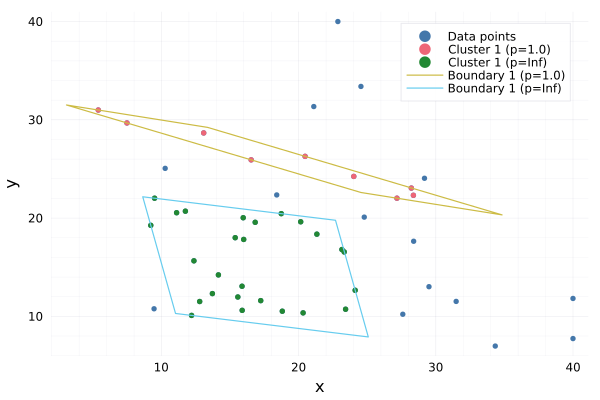 40
30
20
10
y
10
20
30
40
x
Data points
Cluster 1 (p=1.0)
Cluster 1 (p=Inf)
Boundary 1 (p=1.0)
Boundary 1 (p=Inf)